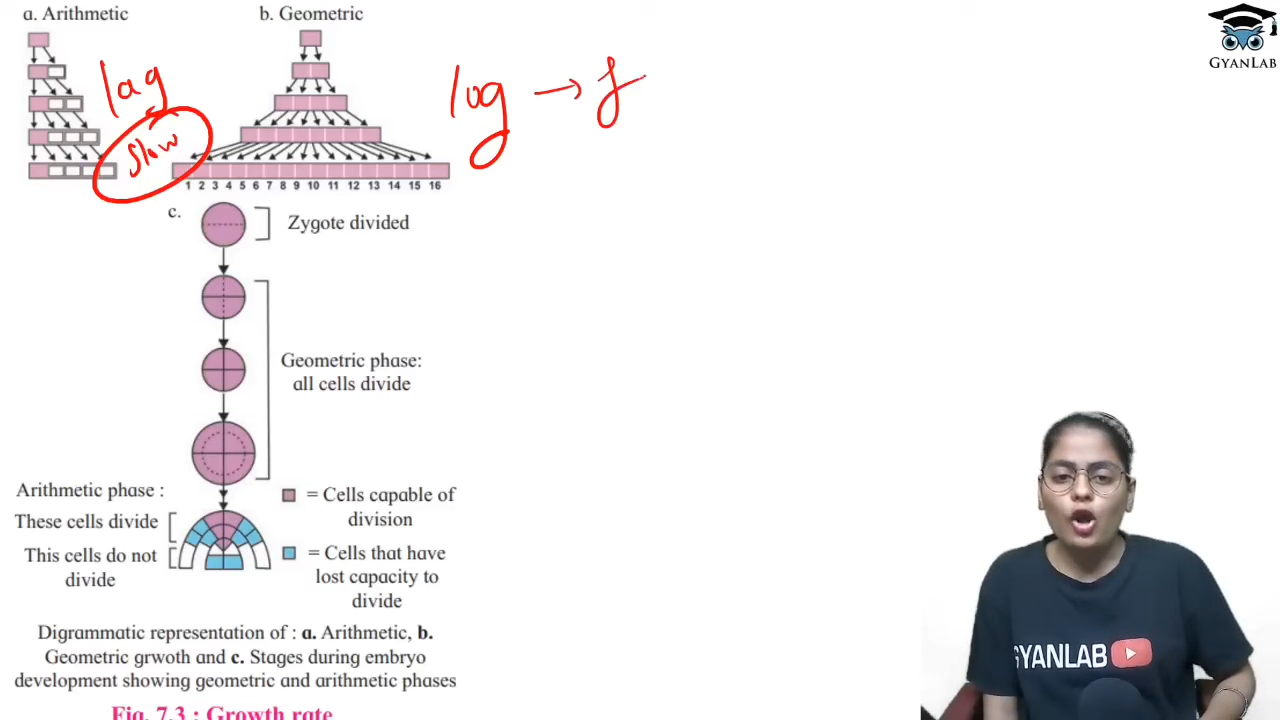 a. Arithmetic
b. Geometric
lag
slow
log → f
1 2 3 4 5 6 7 8 9 10 11 12 13 14 15 16
c.
Zygote divided
Geometric phase:
all cells divide
Arithmetic phase :
These cells divide
This cells do not
divide
= Cells capable of
division
= Cells that have
lost capacity to
divide
Digrammatic representation of : a. Arithmetic, b.
Geometric grwoth and c. Stages during embryo
development showing geometric and arithmetic phases
Fig. 7.3 : Growth rate
GYANLAB
GYANLAB